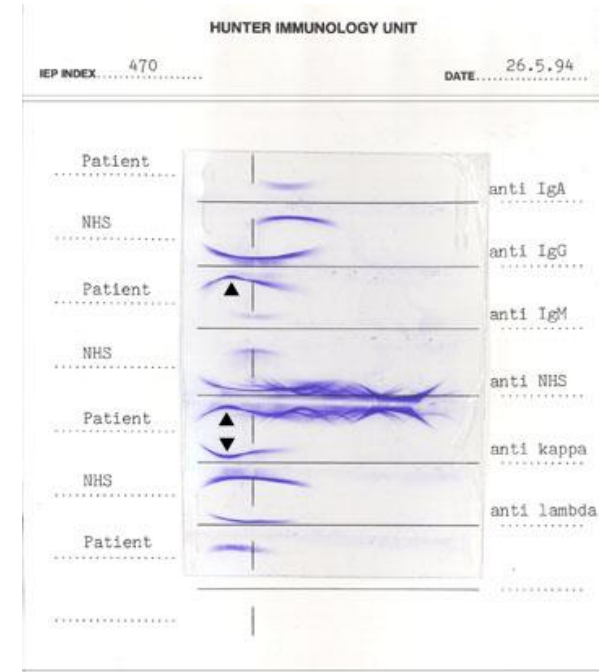 HUNTER IMMUNOLOGY UNIT
IEP INDEX 470
DATE 26.5.94
Patient
anti IgA
NHS
anti IgG
Patient
anti IgM
NHS
anti NHS
Patient
anti kappa
NHS
anti lambda
Patient